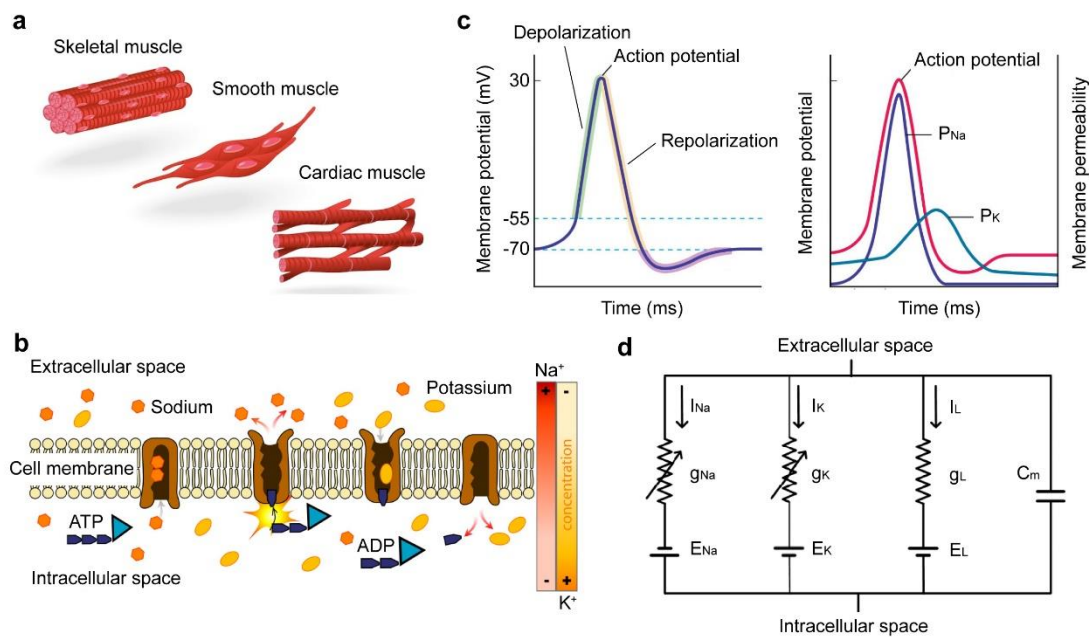 a
Skeletal muscle
Smooth muscle
Cardiac muscle
b
Extracellular space
Sodium
Potassium
Cell membrane
ATP
ADP
Intracellular space
Na⁺
+ -
concentration
- +
K⁺
c
Depolarization
Action potential
Repolarization
Membrane potential (mV)
30
-55
-70
Time (ms)
Action potential
PNa
PK
Membrane potential
Membrane permeability
Time (ms)
d
Extracellular space
INa
IK
IL
gNa
gK
gL
Cm
ENa
EK
EL
Intracellular space